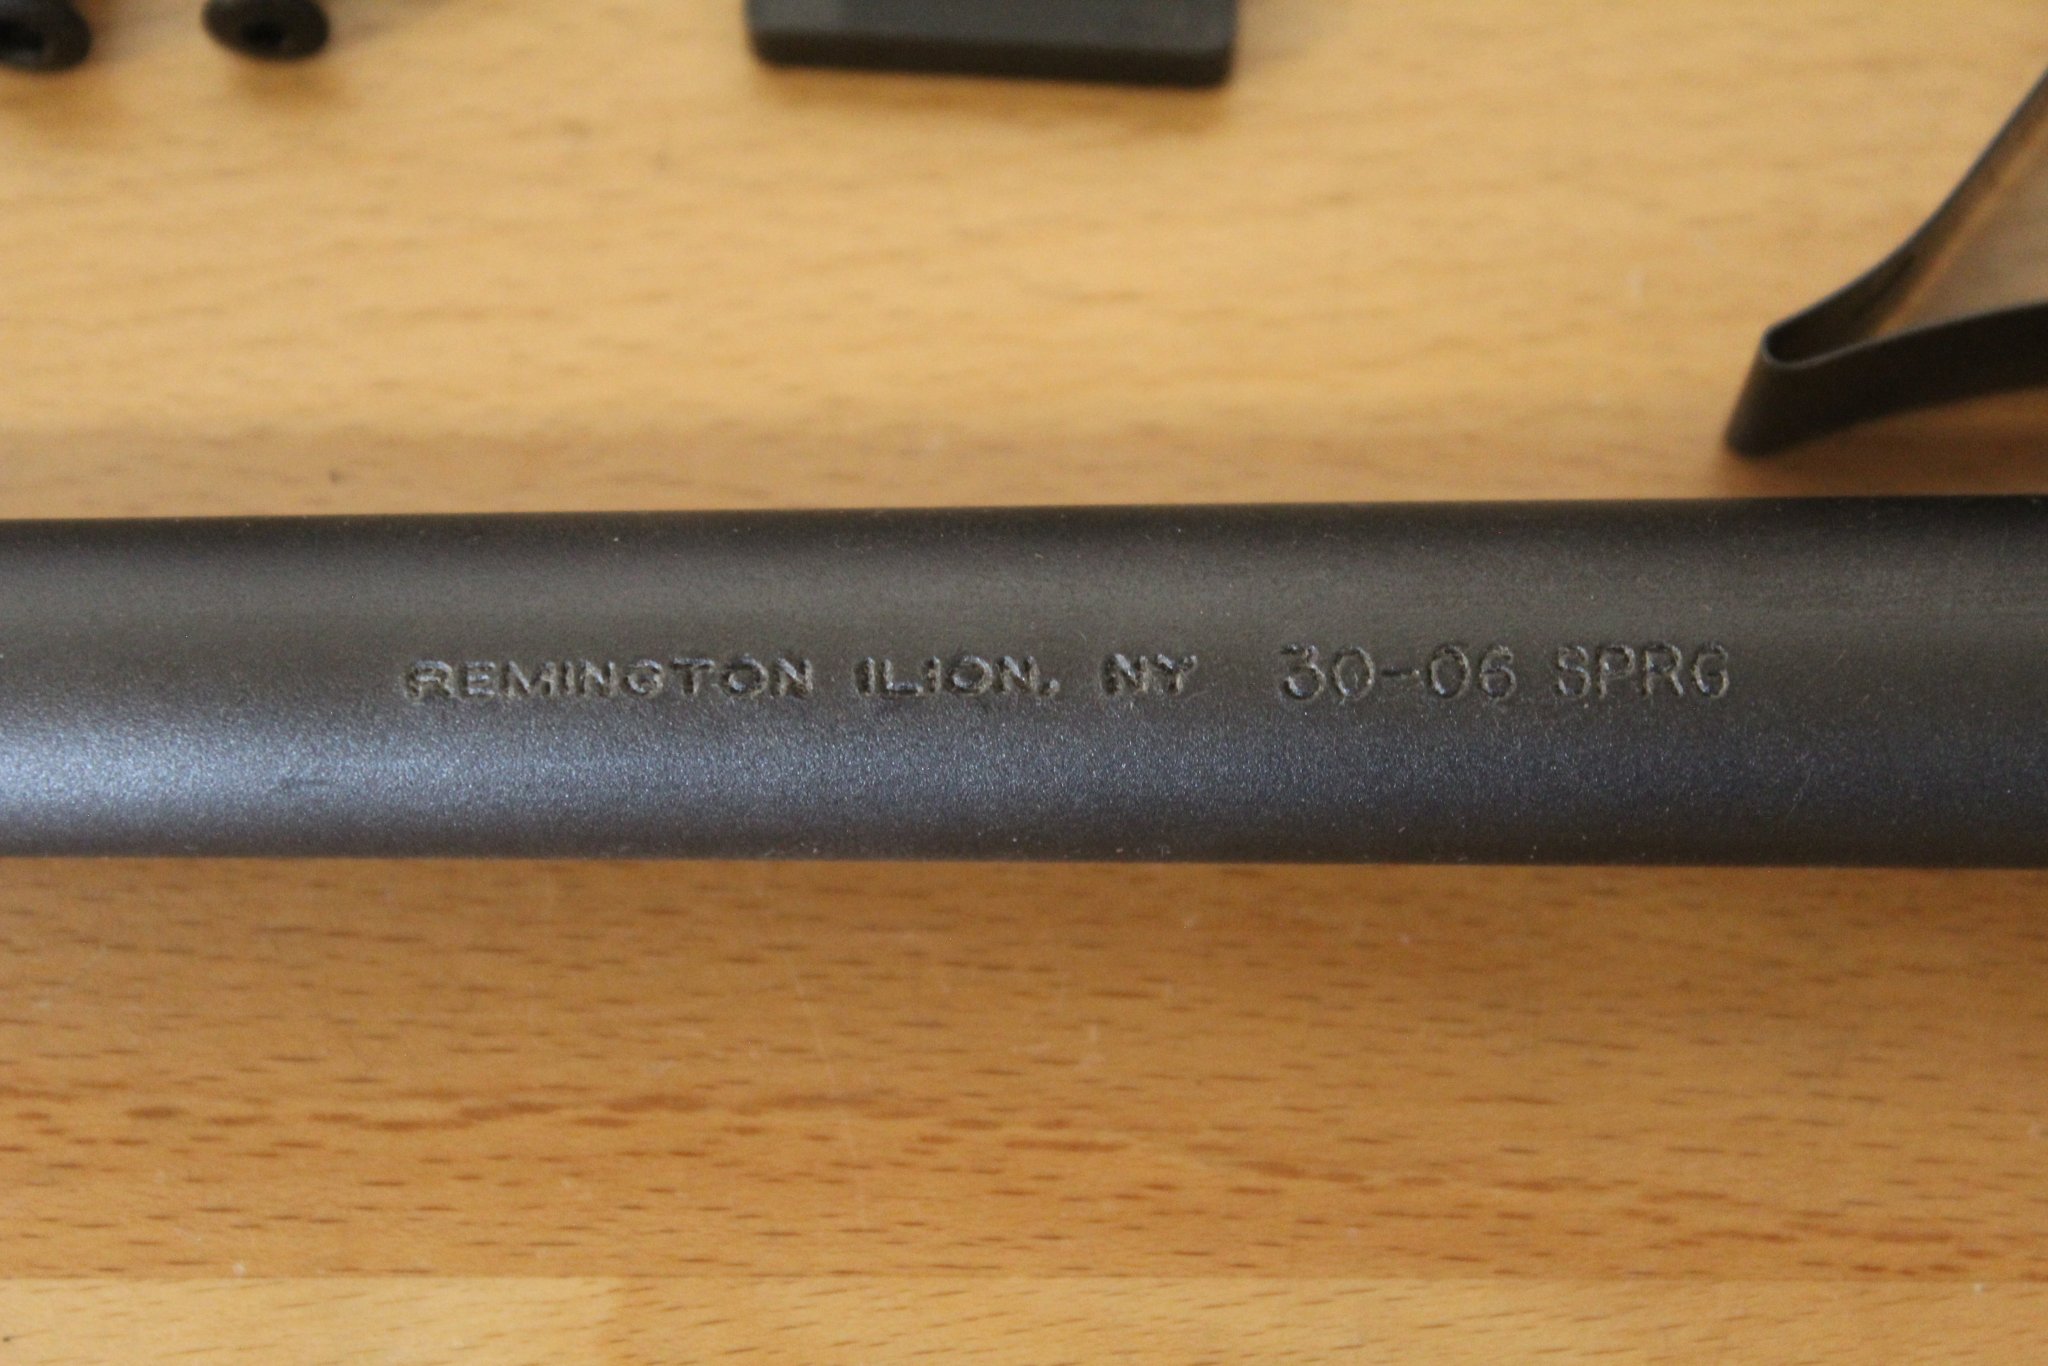 REMINGTON ILION, NY 30-06 SPRG